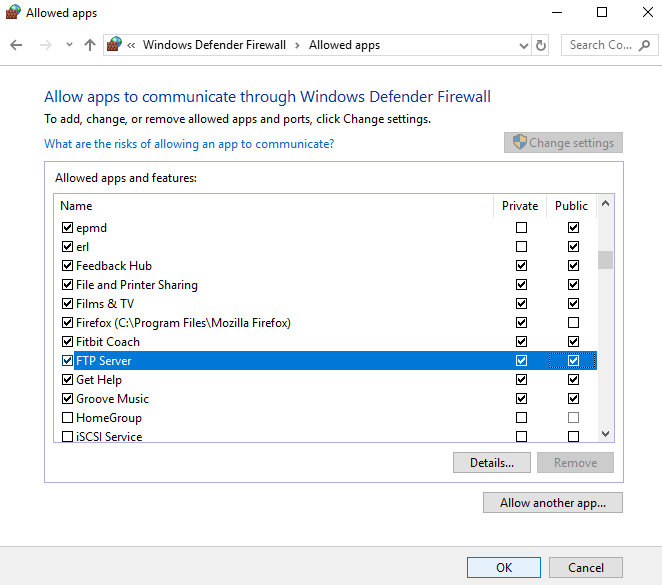 Allowed apps
« Windows Defender Firewall > Allowed apps
Search Co...
Allow apps to communicate through Windows Defender Firewall
To add, change, or remove allowed apps and ports, click Change settings.
What are the risks of allowing an app to communicate?
Change settings
Allowed apps and features:
Name Private Public
epmd
erl
Feedback Hub
File and Printer Sharing
Films & TV
Firefox (C:\Program Files\Mozilla Firefox)
Fitbit Coach
FTP Server
Get Help
Groove Music
HomeGroup
iSCSI Service
Details... Remove
Allow another app...
OK Cancel